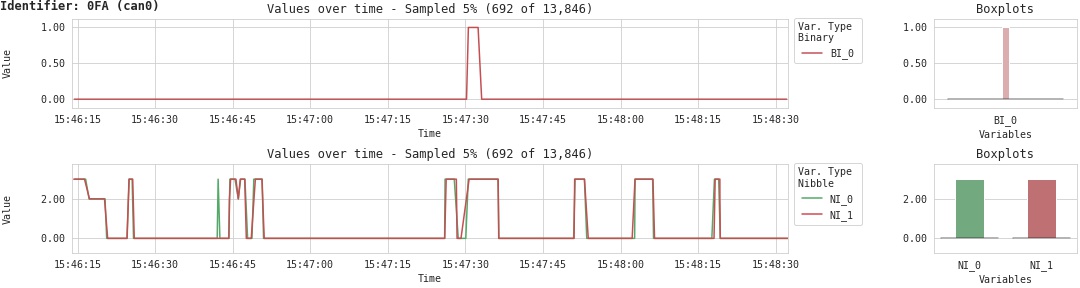 Identifier: 0FA (can0)
Values over time - Sampled 5% (692 of 13,846)
Boxplots
Value
1.00
0.50
0.00
15:46:15 15:46:30 15:46:45 15:47:00 15:47:15 15:47:30 15:47:45 15:48:00 15:48:15 15:48:30
Time
Var. Type
Binary
BI_0
1.00
0.50
0.00
BI_0
Variables
Values over time - Sampled 5% (692 of 13,846)
Boxplots
Value
2.00
0.00
15:46:15 15:46:30 15:46:45 15:47:00 15:47:15 15:47:30 15:47:45 15:48:00 15:48:15 15:48:30
Time
Var. Type
Nibble
NI_0
NI_1
2.00
0.00
NI_0 NI_1
Variables